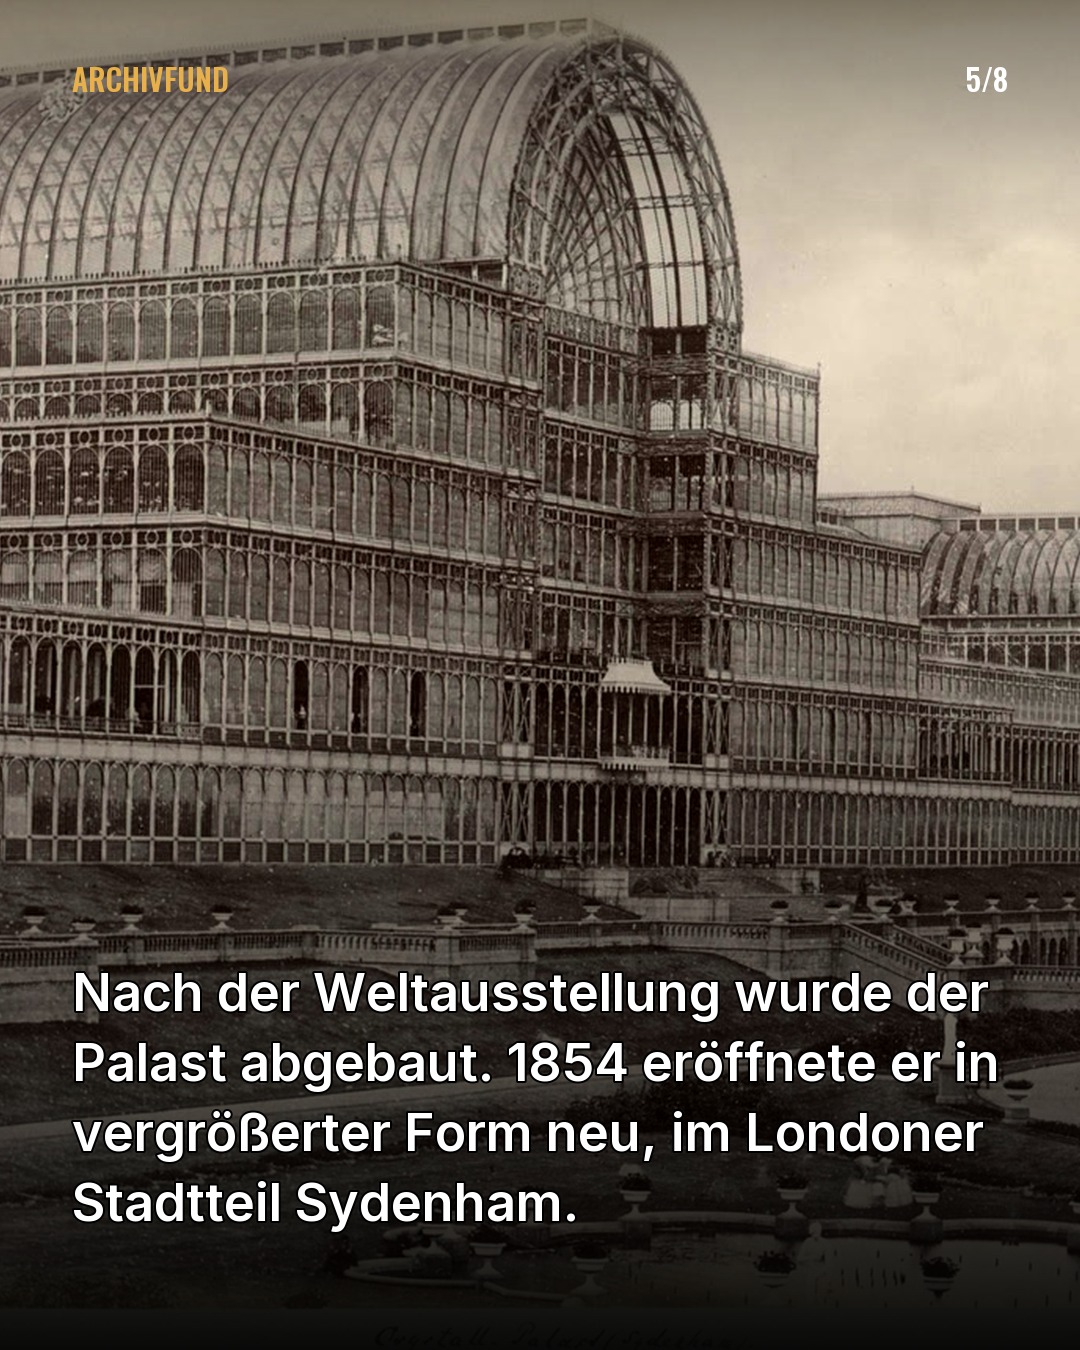 ARCHIVFUND
5/8
Nach der Weltausstellung wurde der
Palast abgebaut. 1854 eröffnete er in
vergrößerter Form neu, im Londoner
Stadtteil Sydenham.